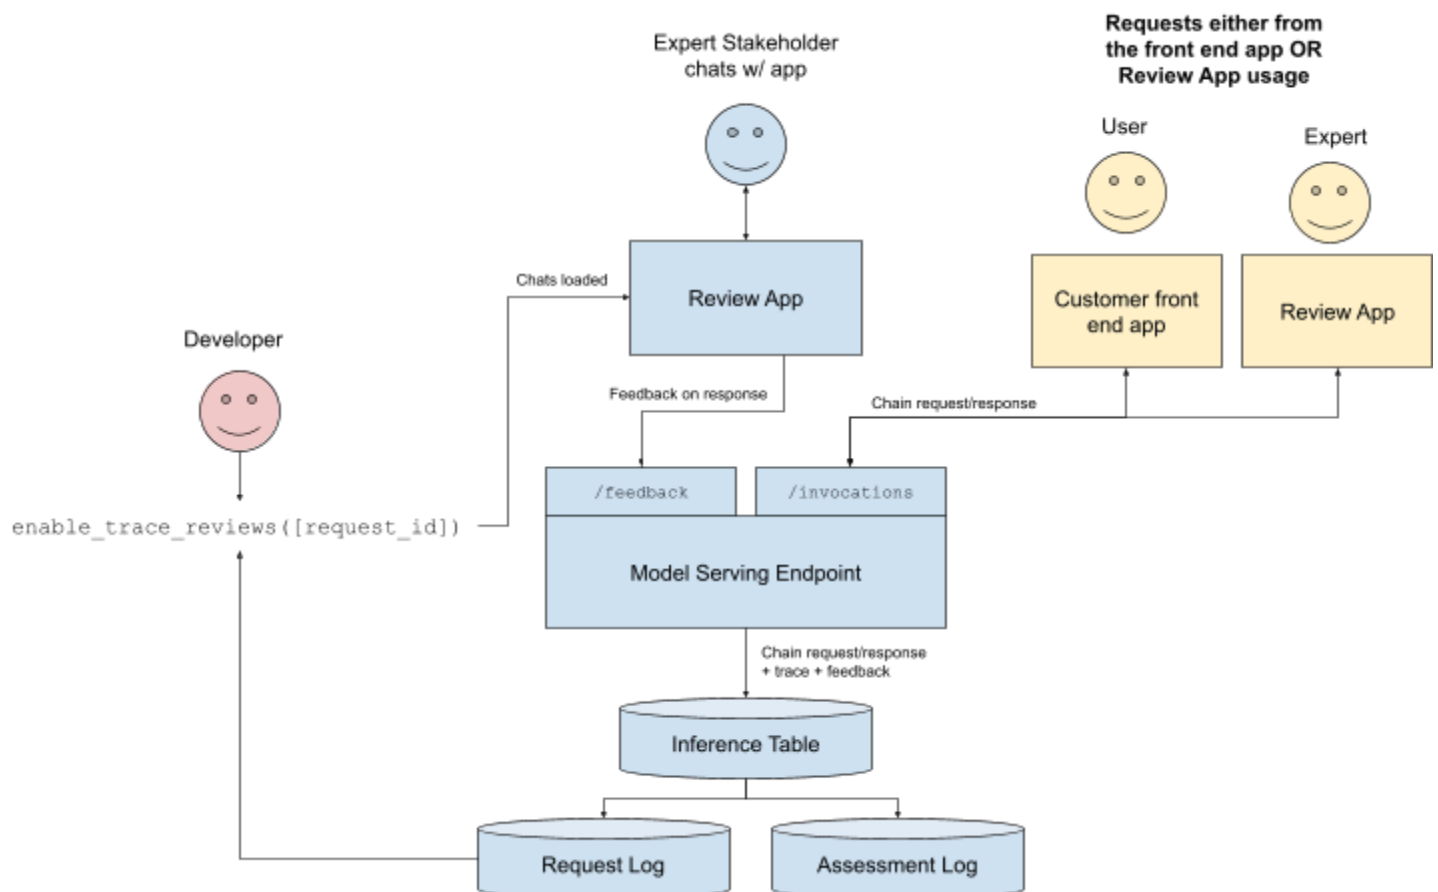 Requests either from
the front end app OR
Review App usage
Expert Stakeholder
chats w/ app
User
Expert
Chats loaded
Review App
Customer front
end app
Review App
Developer
Feedback on response
Chain request/response
/feedback
/invocations
enable_trace_reviews([request_id])
Model Serving Endpoint
Chain request/response
+ trace + feedback
Inference Table
Request Log
Assessment Log